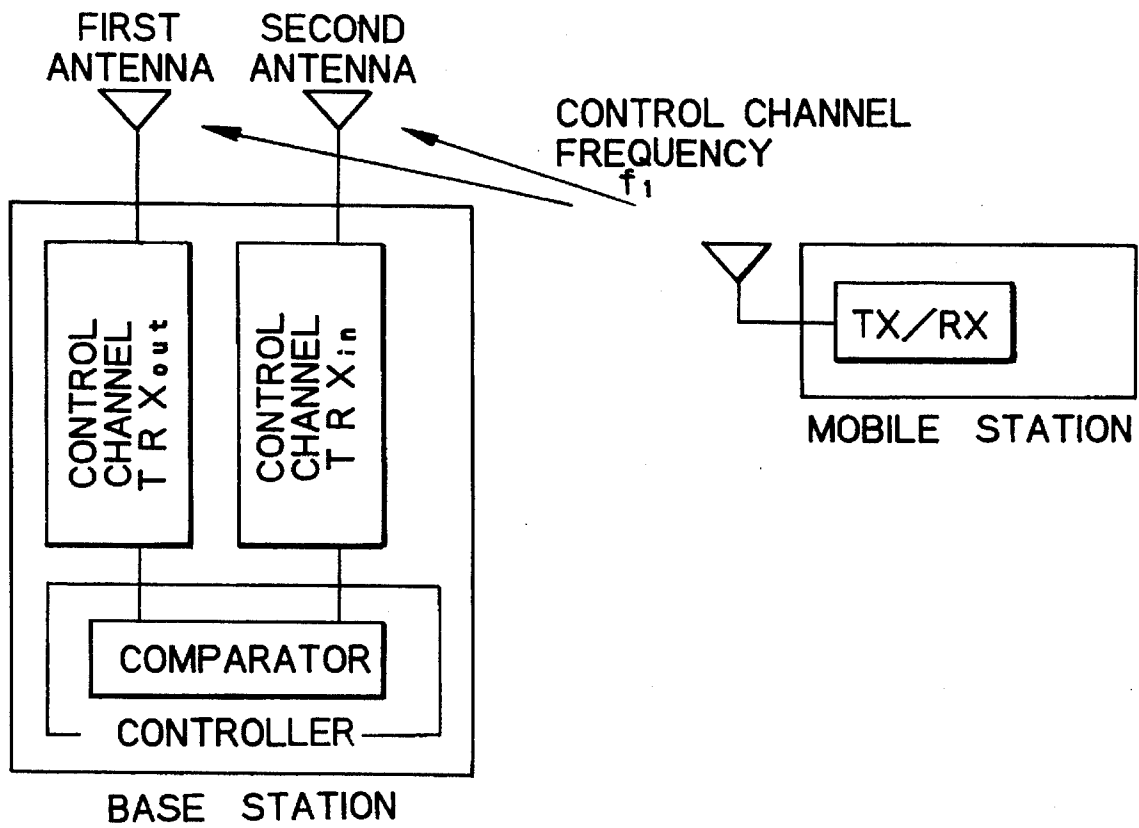 FIRST
ANTENNA
SECOND
ANTENNA
CONTROL CHANNEL
FREQUENCY
f1
CONTROL
CHANNEL
TRXout
CONTROL
CHANNEL
TRXin
TX/RX
MOBILE STATION
COMPARATOR
CONTROLLER
BASE STATION